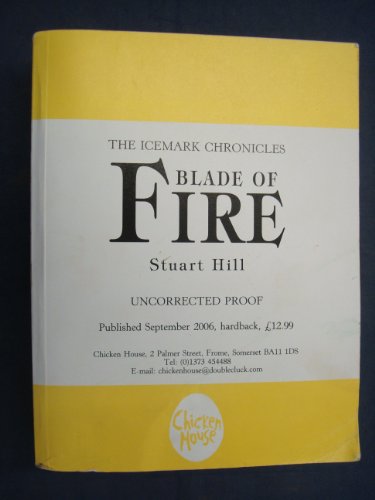 THE ICEMARK CHRONICLES
BLADE OF
FIRE
Stuart Hill
UNCORRECTED PROOF
Published September 2006, hardback, £12.99
Chicken House, 2 Palmer Street, Frome, Somerset BA11 1DS
Tel: (0)1373 454488
E-mail: chickenhouse@doublecluck.com
Chicken
House